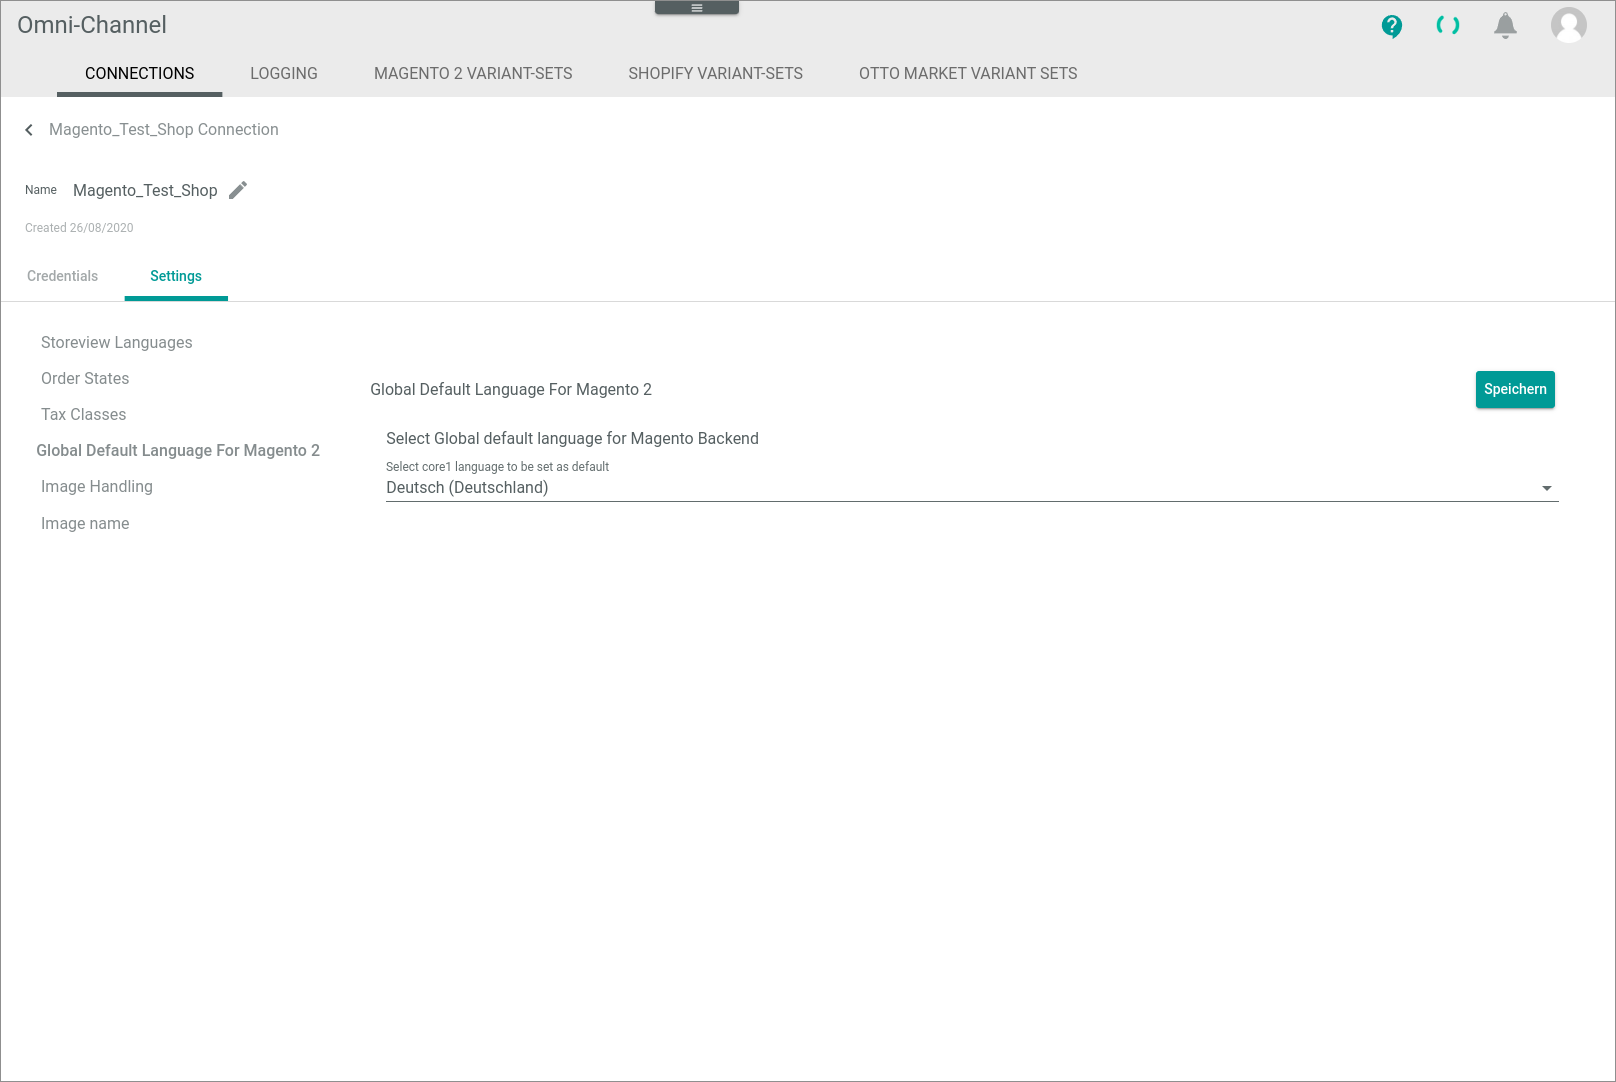 Omni-Channel
CONNECTIONS LOGGING MAGENTO 2 VARIANT-SETS SHOPIFY VARIANT-SETS OTTO MARKET VARIANT SETS
Magento_Test_Shop Connection
Name Magento_Test_Shop
Created 26/08/2020
Credentials Settings
Storeview Languages
Order States
Tax Classes
Global Default Language For Magento 2
Image Handling
Image name
Global Default Language For Magento 2 Speichern
Select Global default language for Magento Backend
Select core1 language to be set as default
Deutsch (Deutschland)